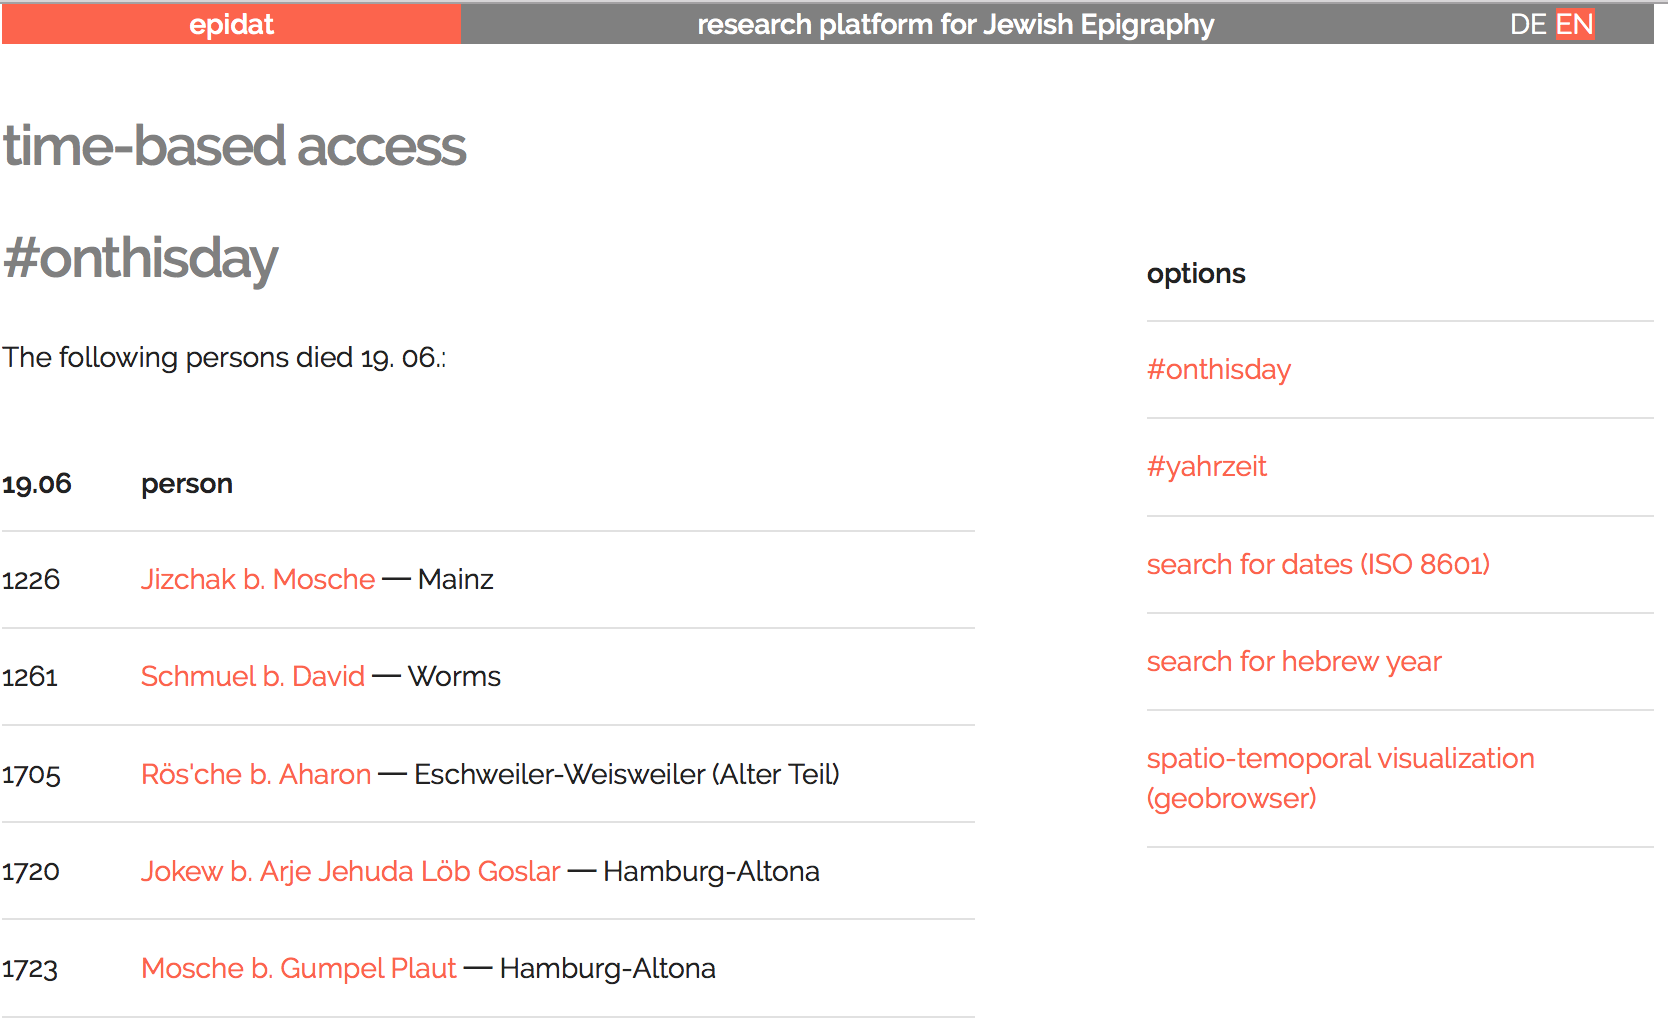 epidat
research platform for Jewish Epigraphy
DE EN
time-based access
#onthisday
The following persons died 19. 06.:
19.06 person
1226 Jizchak b. Mosche — Mainz
1261 Schmuel b. David — Worms
1705 Rös'che b. Aharon — Eschweiler-Weisweiler (Alter Teil)
1720 Jokew b. Arje Jehuda Löb Goslar — Hamburg-Altona
1723 Mosche b. Gumpel Plaut — Hamburg-Altona
options
#onthisday
#yahrzeit
search for dates (ISO 8601)
search for hebrew year
spatio-temoporal visualization
(geobrowser)